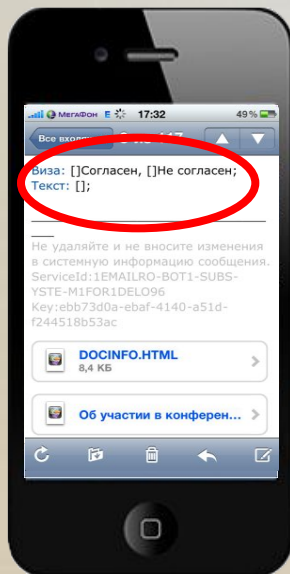 МЕГАФОН E 17:32 49%
Все
Виза: []Согласен, []Не согласен;
Текст: [];
Не удаляйте и не вносите изменения
в системную информацию сообщения.
ServiceId:1EMAILRO-BOT1-SUBS-
YSTE-M1FOR1DELO96
Key:ebb73d0a-ebaf-4140-a51d-
f244518b53ac
DOCINFO.HTML
8,4 КБ
Об участии в конферен...